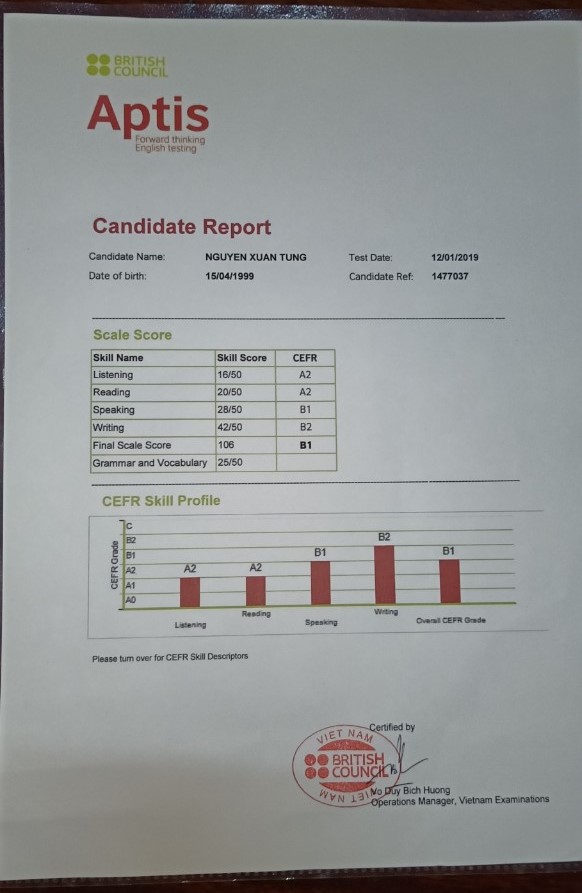 BRITISH
COUNCIL
Aptis
Forward thinking
English testing
Candidate Report
Candidate Name: NGUYEN XUAN TUNG Test Date: 12/01/2019
Date of birth: 15/04/1999 Candidate Ref: 1477037
Scale Score
Skill Name Skill Score CEFR
Listening 16/50 A2
Reading 20/50 A2
Speaking 28/50 B1
Writing 42/50 B2
Final Scale Score 106 B1
Grammar and Vocabulary 25/50
CEFR Skill Profile
CEFR Grade
C
B2
B1
A2
A1
A0
A2 A2 B1 B2 B1
Listening Reading Speaking Writing Overall CEFR Grade
Please turn over for CEFR Skill Descriptors
Certified by
VIET NAM
BRITISH
COUNCIL
VIET NAM
Vo Duy Bich Huong
Operations Manager, Vietnam Examinations